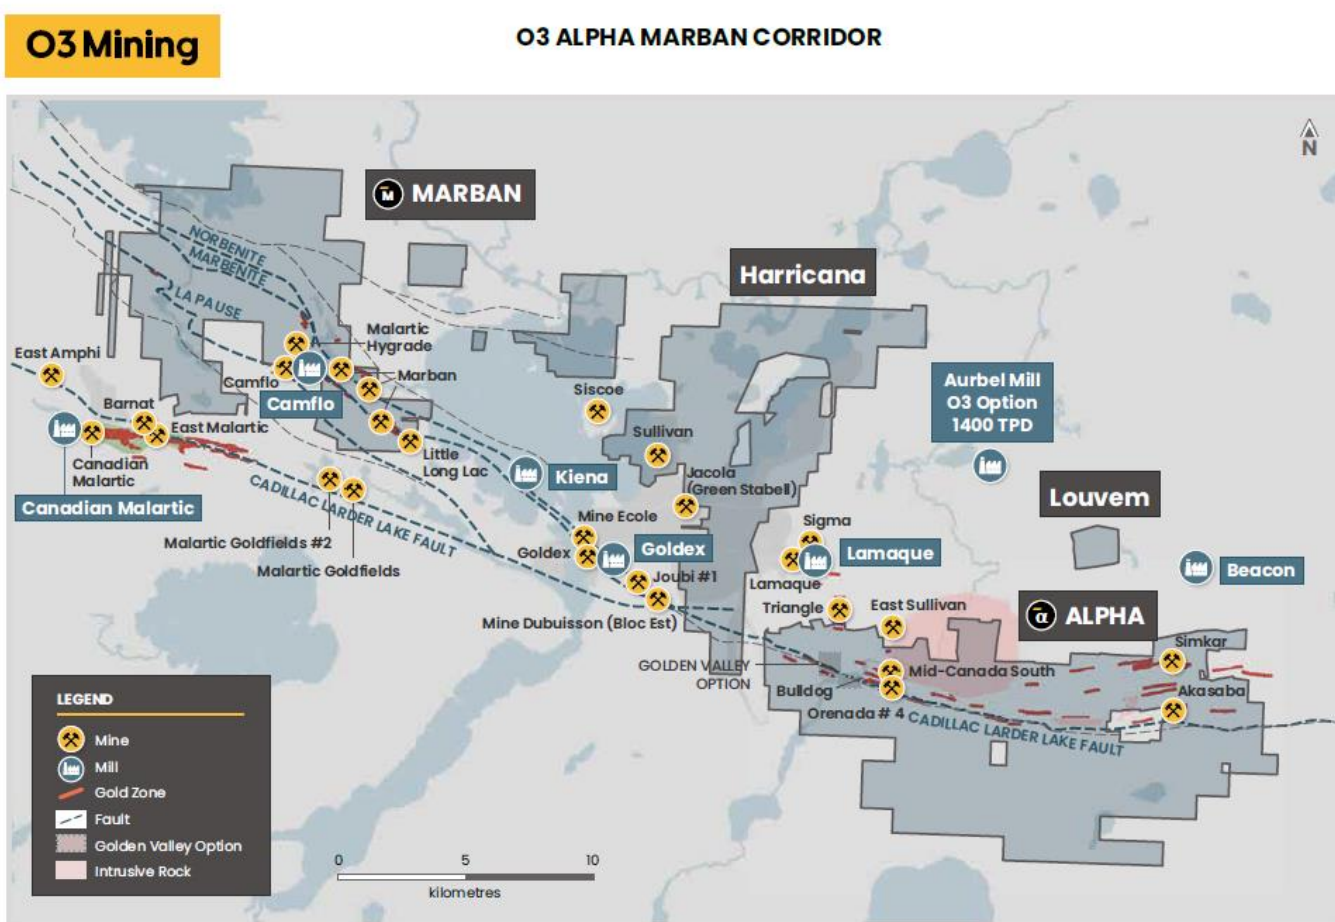 O3 Mining
O3 ALPHA MARBAN CORRIDOR
N
M MARBAN
Harricana
NORBENITE
MARBENITE
LA PAUSE
Malartic
Hygrade
East Amphi
Camflo
Marban
Camflo
Siscoe
Aurbel Mill
O3 Option
1400 TPD
Barnat
East Malartic
Sullivan
Little
Long Lac
Canadian
Malartic
Canadian Malartic
Kiena
Jacola
(Green Stabell)
Louvem
CADILLAC LARDER LAKE FAULT
Mine Ecole
Sigma
Malartic Goldfields #2
Goldex
Goldex
Lamaque
Malartic Goldfields
Joubi #1
Lamaque
Beacon
Triangle
East Sullivan
α ALPHA
Mine Dubuisson (Bloc Est)
Simkar
GOLDEN VALLEY
OPTION
Mid-Canada South
Bulldog
Akasaba
Orenada # 4
CADILLAC LARDER LAKE FAULT
LEGEND
Mine
Mill
Gold Zone
Fault
Golden Valley Option
Intrusive Rock
0 5 10
kilometres